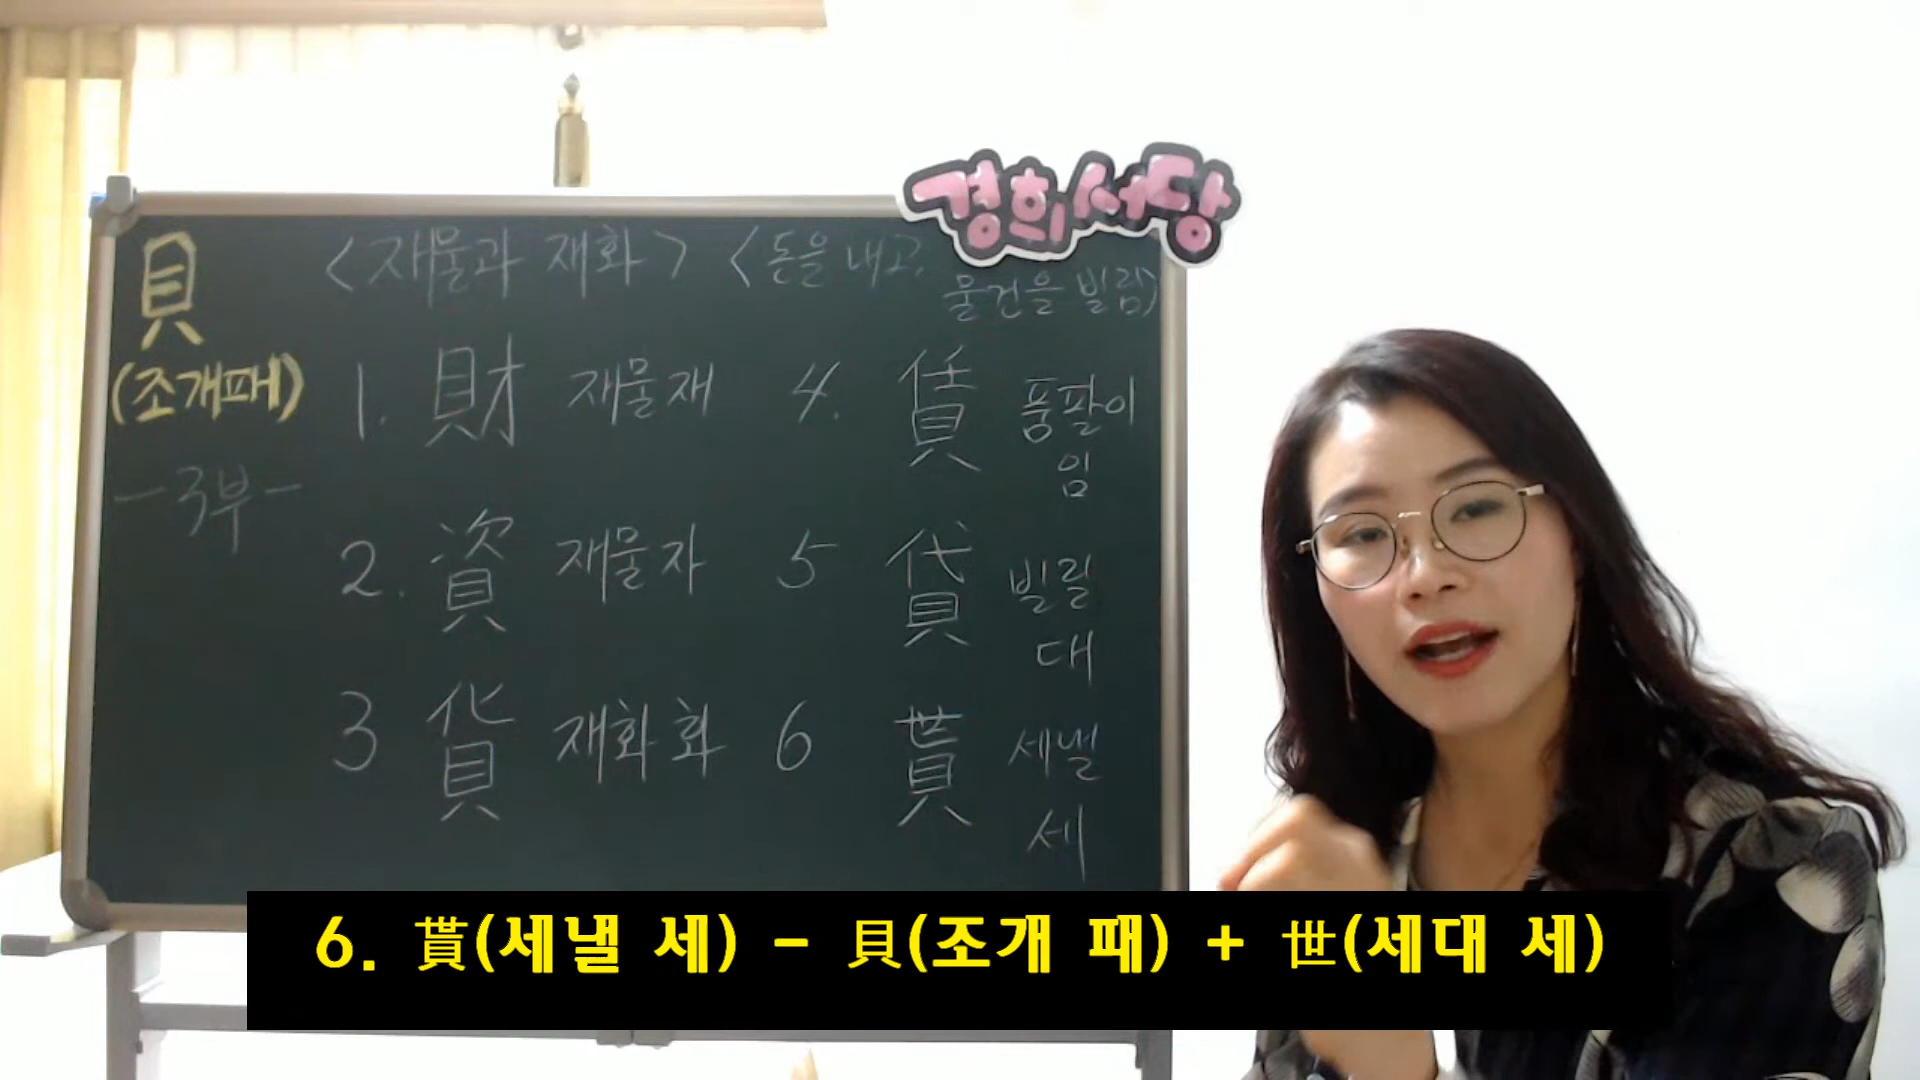 경희서당
貝
(조개패)
-3부-
<재물과 재화>
1. 財 재물재
2. 資 재물자
3 貨 재화화
<돈을 내고,
물건을 빌림>
4. 賃 품팔이
임
5 貸 빌릴
대
6 貰 세낼
세
6. 貰(세낼 세) - 貝(조개 패) + 世(세대 세)